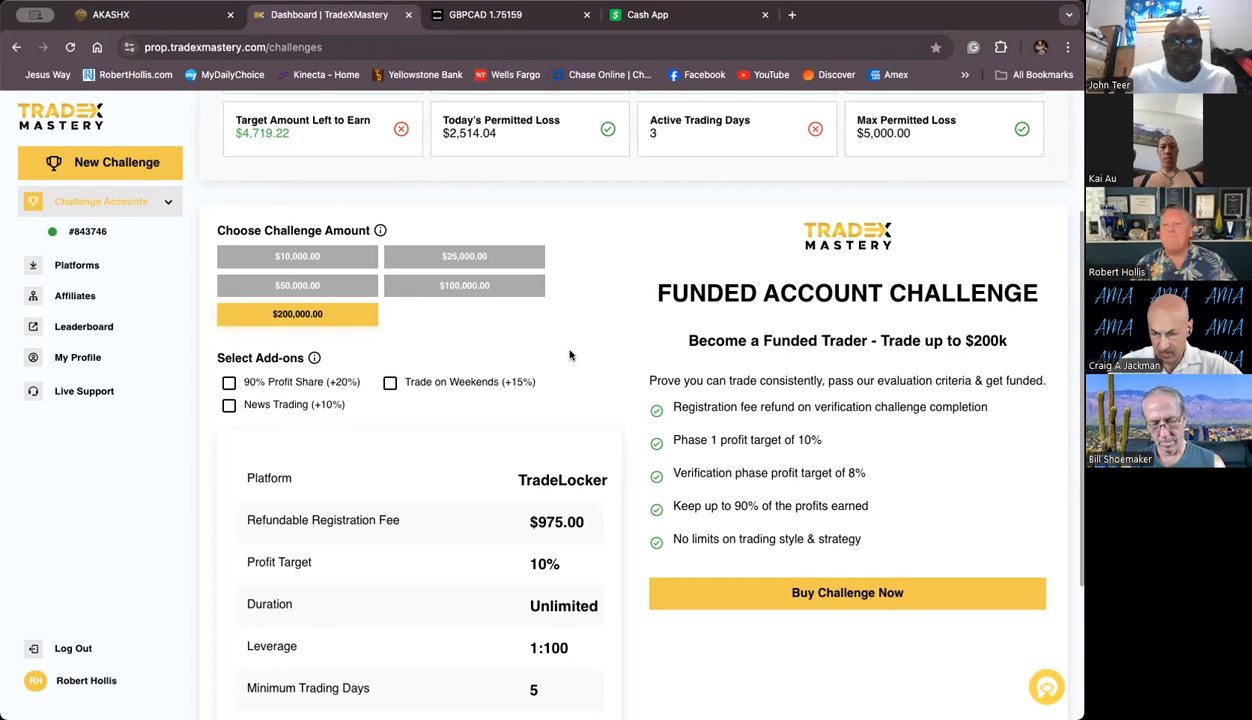 AKASHX
Dashboard | TradeXMastery
GBPCAD 1.75159
Cash App
prop.tradexmastery.com/challenges
Jesus Way
RobertHollis.com
MyDailyChoice
Kinecta - Home
Yellowstone Bank
Wells Fargo
Chase Online | Ch...
Facebook
YouTube
Discover
Amex
All Bookmarks
TRADEX
MASTERY
New Challenge
Challenge Accounts
#843746
Platforms
Affiliates
Leaderboard
My Profile
Live Support
Log Out
RH Robert Hollis
Target Amount Left to Earn
$4,719.22
Today's Permitted Loss
$2,514.04
Active Trading Days
3
Max Permitted Loss
$5,000.00
Choose Challenge Amount
$10,000.00
$25,000.00
$50,000.00
$100,000.00
$200,000.00
Select Add-ons
90% Profit Share (+20%)
Trade on Weekends (+15%)
News Trading (+10%)
Platform
TradeLocker
Refundable Registration Fee
$975.00
Profit Target
10%
Duration
Unlimited
Leverage
1:100
Minimum Trading Days
5
TRADEX
MASTERY
FUNDED ACCOUNT CHALLENGE
Become a Funded Trader - Trade up to $200k
Prove you can trade consistently, pass our evaluation criteria & get funded.
Registration fee refund on verification challenge completion
Phase 1 profit target of 10%
Verification phase profit target of 8%
Keep up to 90% of the profits earned
No limits on trading style & strategy
Buy Challenge Now
John Teer
Kai Au
Robert Hollis
AMA
AMA
AMA
AMA
Craig A Jackman
Bill Shoemaker